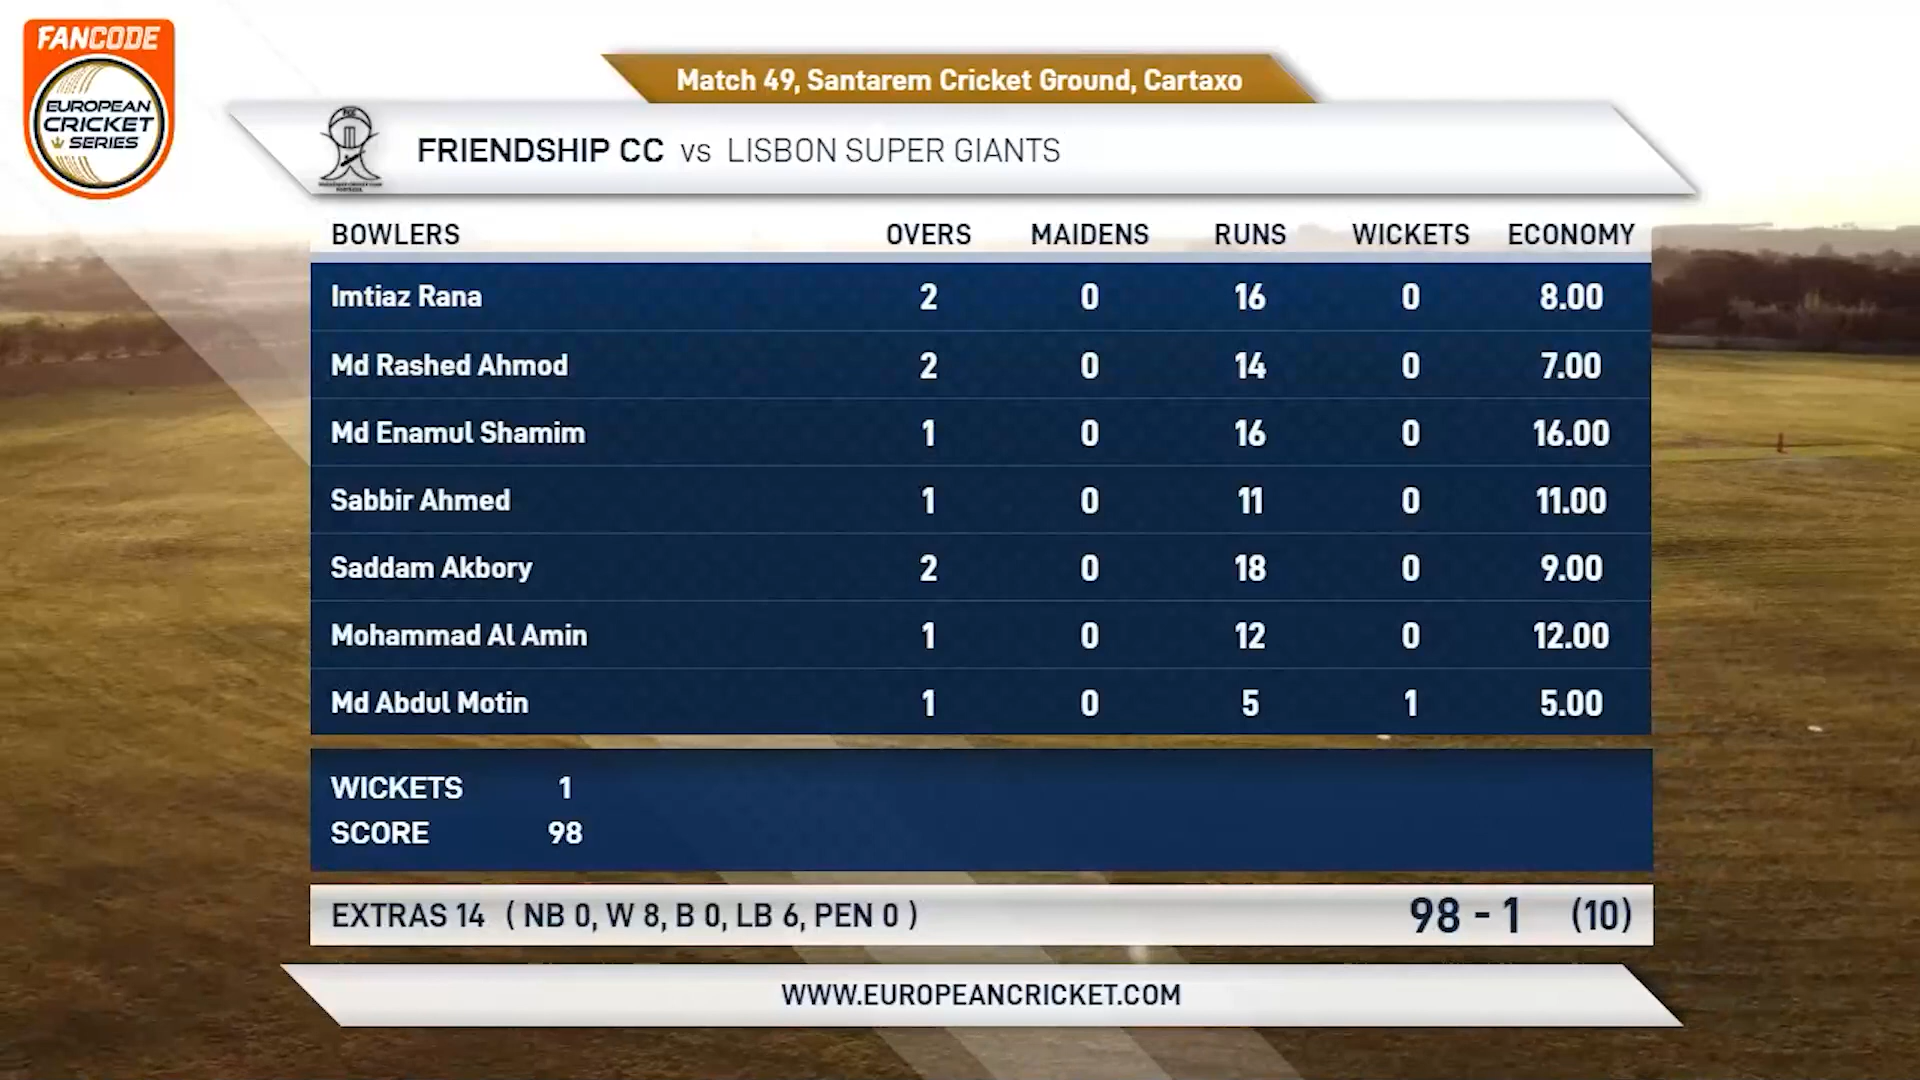 FANCODE
EUROPEAN
CRICKET
SERIES
Match 49, Santarem Cricket Ground, Cartaxo
FRIENDSHIP CC vs LISBON SUPER GIANTS
BOWLERS OVERS MAIDENS RUNS WICKETS ECONOMY
Imtiaz Rana 2 0 16 0 8.00
Md Rashed Ahmod 2 0 14 0 7.00
Md Enamul Shamim 1 0 16 0 16.00
Sabbir Ahmed 1 0 11 0 11.00
Saddam Akbory 2 0 18 0 9.00
Mohammad Al Amin 1 0 12 0 12.00
Md Abdul Motin 1 0 5 1 5.00
WICKETS 1
SCORE 98
EXTRAS 14 ( NB 0, W 8, B 0, LB 6, PEN 0 ) 98 - 1 (10)
WWW.EUROPEANCRICKET.COM